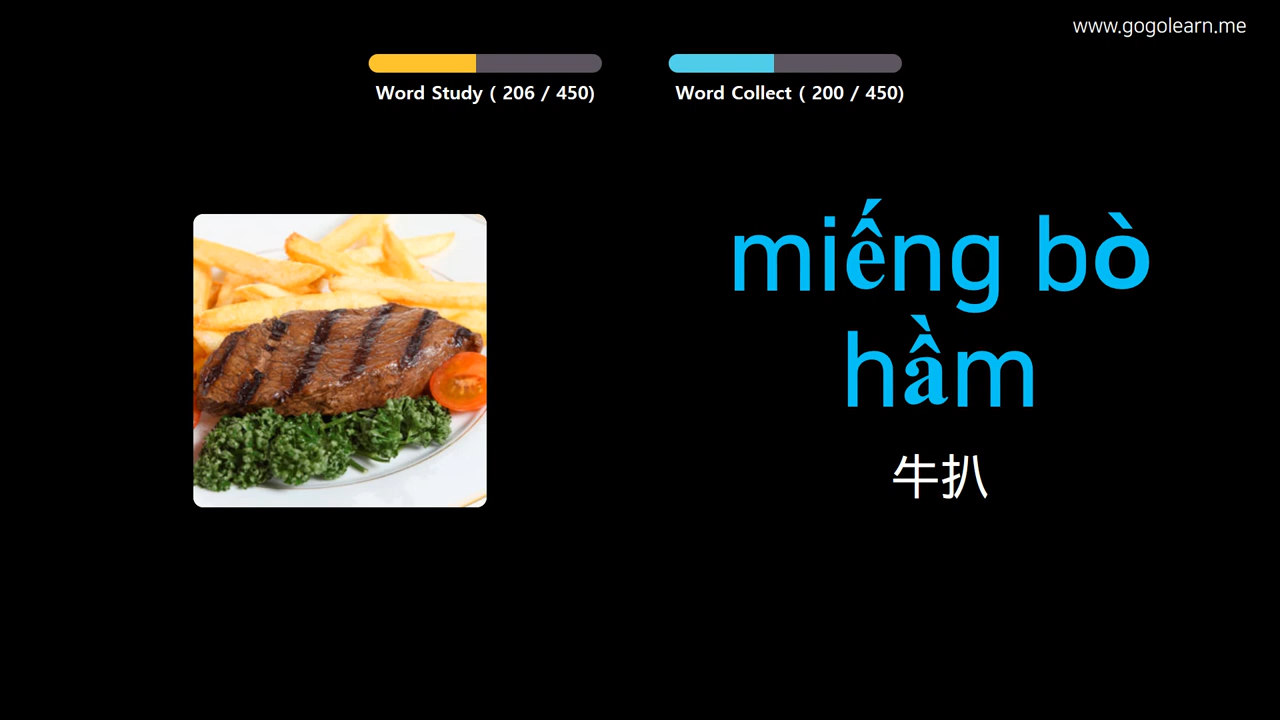 www.gogolearn.me
Word Study ( 206 / 450)
Word Collect ( 200 / 450)
miếng bò
hầm
牛扒